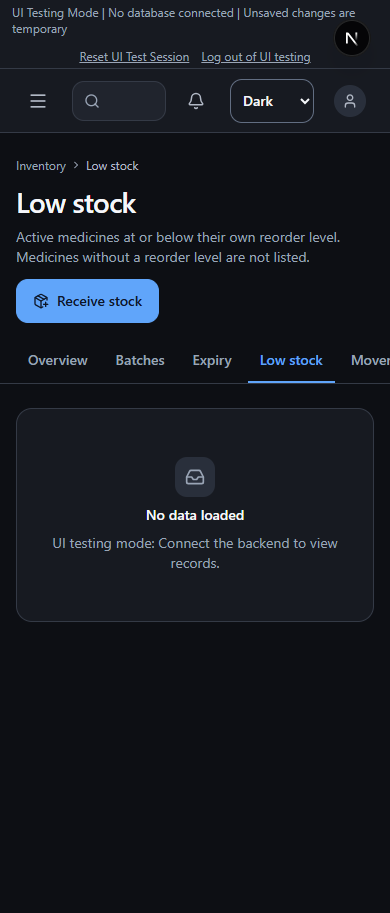 UI Testing Mode | No database connected | Unsaved changes are
temporary
N
Reset UI Test Session Log out of UI testing
Dark
Inventory > Low stock
Low stock
Active medicines at or below their own reorder level.
Medicines without a reorder level are not listed.
Receive stock
Overview Batches Expiry Low stock Mover
No data loaded
UI testing mode: Connect the backend to view
records.